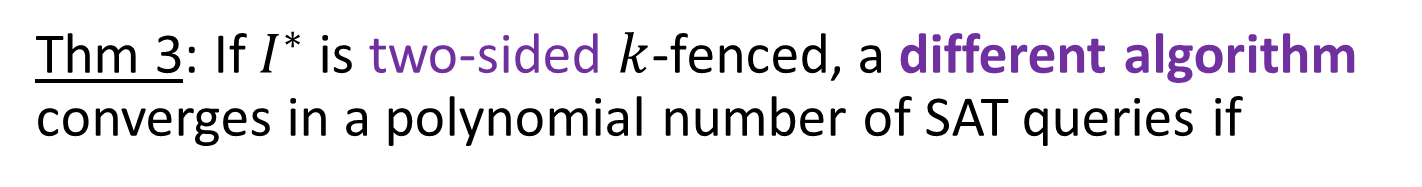 Thm 3: If I* is two-sided k-fenced, a different algorithm
converges in a polynomial number of SAT queries if